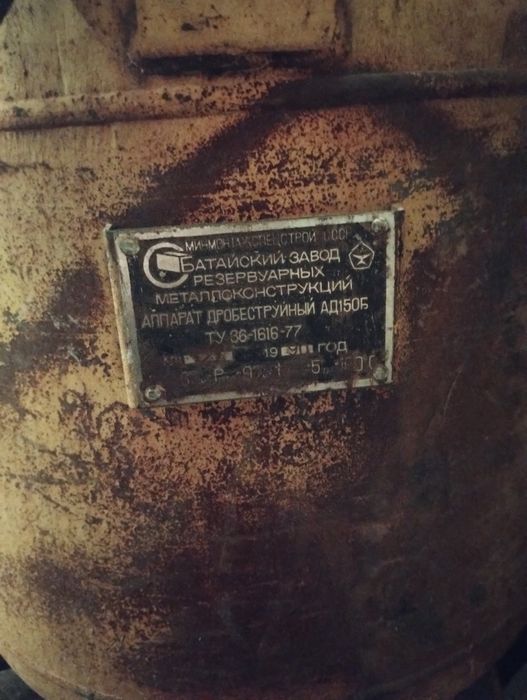 МИНМОНТАЖСПЕЦСТРОЙ СССР
БАТАЙСКИЙ ЗАВОД
РЕЗЕРВУАРНЫХ
МЕТАЛЛОКОНСТРУКЦИЙ
АППАРАТ ДРОБЕСТРУЙНЫЙ АД150Б
ТУ 36-1616-77
19 ГОД